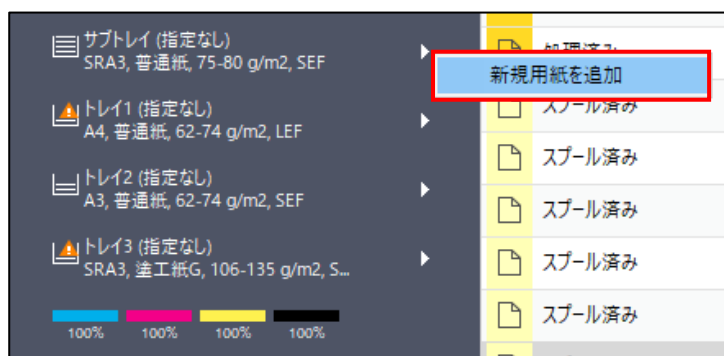 サブトレイ (指定なし)
SRA3, 普通紙, 75-80 g/m2, SEF
トレイ1 (指定なし)
A4, 普通紙, 62-74 g/m2, LEF
トレイ2 (指定なし)
A3, 普通紙, 62-74 g/m2, SEF
トレイ3 (指定なし)
SRA3, 塗工紙G, 106-135 g/m2, S...
100% 100% 100% 100%
処理済み
新規用紙を追加
スプール済み
スプール済み
スプール済み
スプール済み
スプール済み